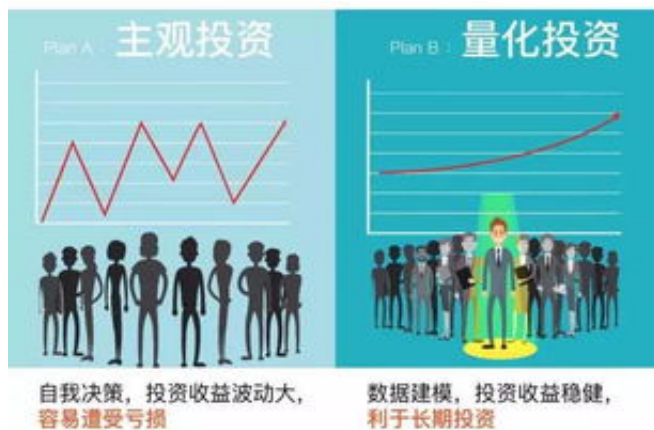 Plan A : 主观投资
Plan B : 量化投资
自我决策，投资收益波动大，
容易遭受亏损
数据建模，投资收益稳健，
利于长期投资